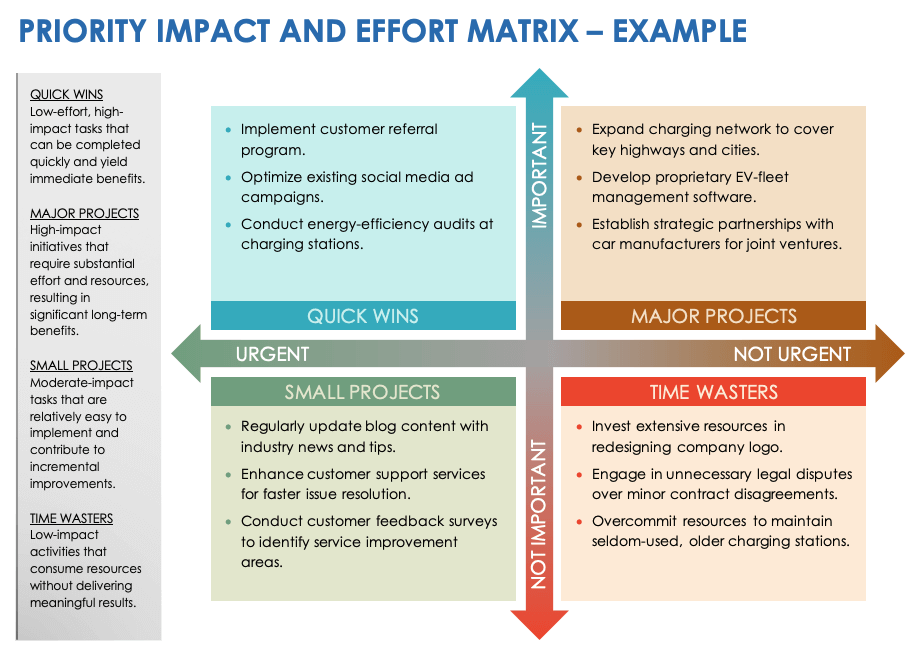 PRIORITY IMPACT AND EFFORT MATRIX – EXAMPLE
QUICK WINS
Low-effort, high-
impact tasks that
can be completed
quickly and yield
immediate benefits.
MAJOR PROJECTS
High-impact
initiatives that
require substantial
effort and resources,
resulting in
significant long-term
benefits.
SMALL PROJECTS
Moderate-impact
tasks that are
relatively easy to
implement and
contribute to
incremental
improvements.
TIME WASTERS
Low-impact
activities that
consume resources
without delivering
meaningful results.
• Implement customer referral
program.
• Optimize existing social media ad
campaigns.
• Conduct energy-efficiency audits at
charging stations.
QUICK WINS
IMPORTANT
• Expand charging network to cover
key highways and cities.
• Develop proprietary EV-fleet
management software.
• Establish strategic partnerships with
car manufacturers for joint ventures.
MAJOR PROJECTS
URGENT
NOT URGENT
SMALL PROJECTS
• Regularly update blog content with
industry news and tips.
• Enhance customer support services
for faster issue resolution.
• Conduct customer feedback surveys
to identify service improvement
areas.
NOT IMPORTANT
TIME WASTERS
• Invest extensive resources in
redesigning company logo.
• Engage in unnecessary legal disputes
over minor contract disagreements.
• Overcommit resources to maintain
seldom-used, older charging stations.